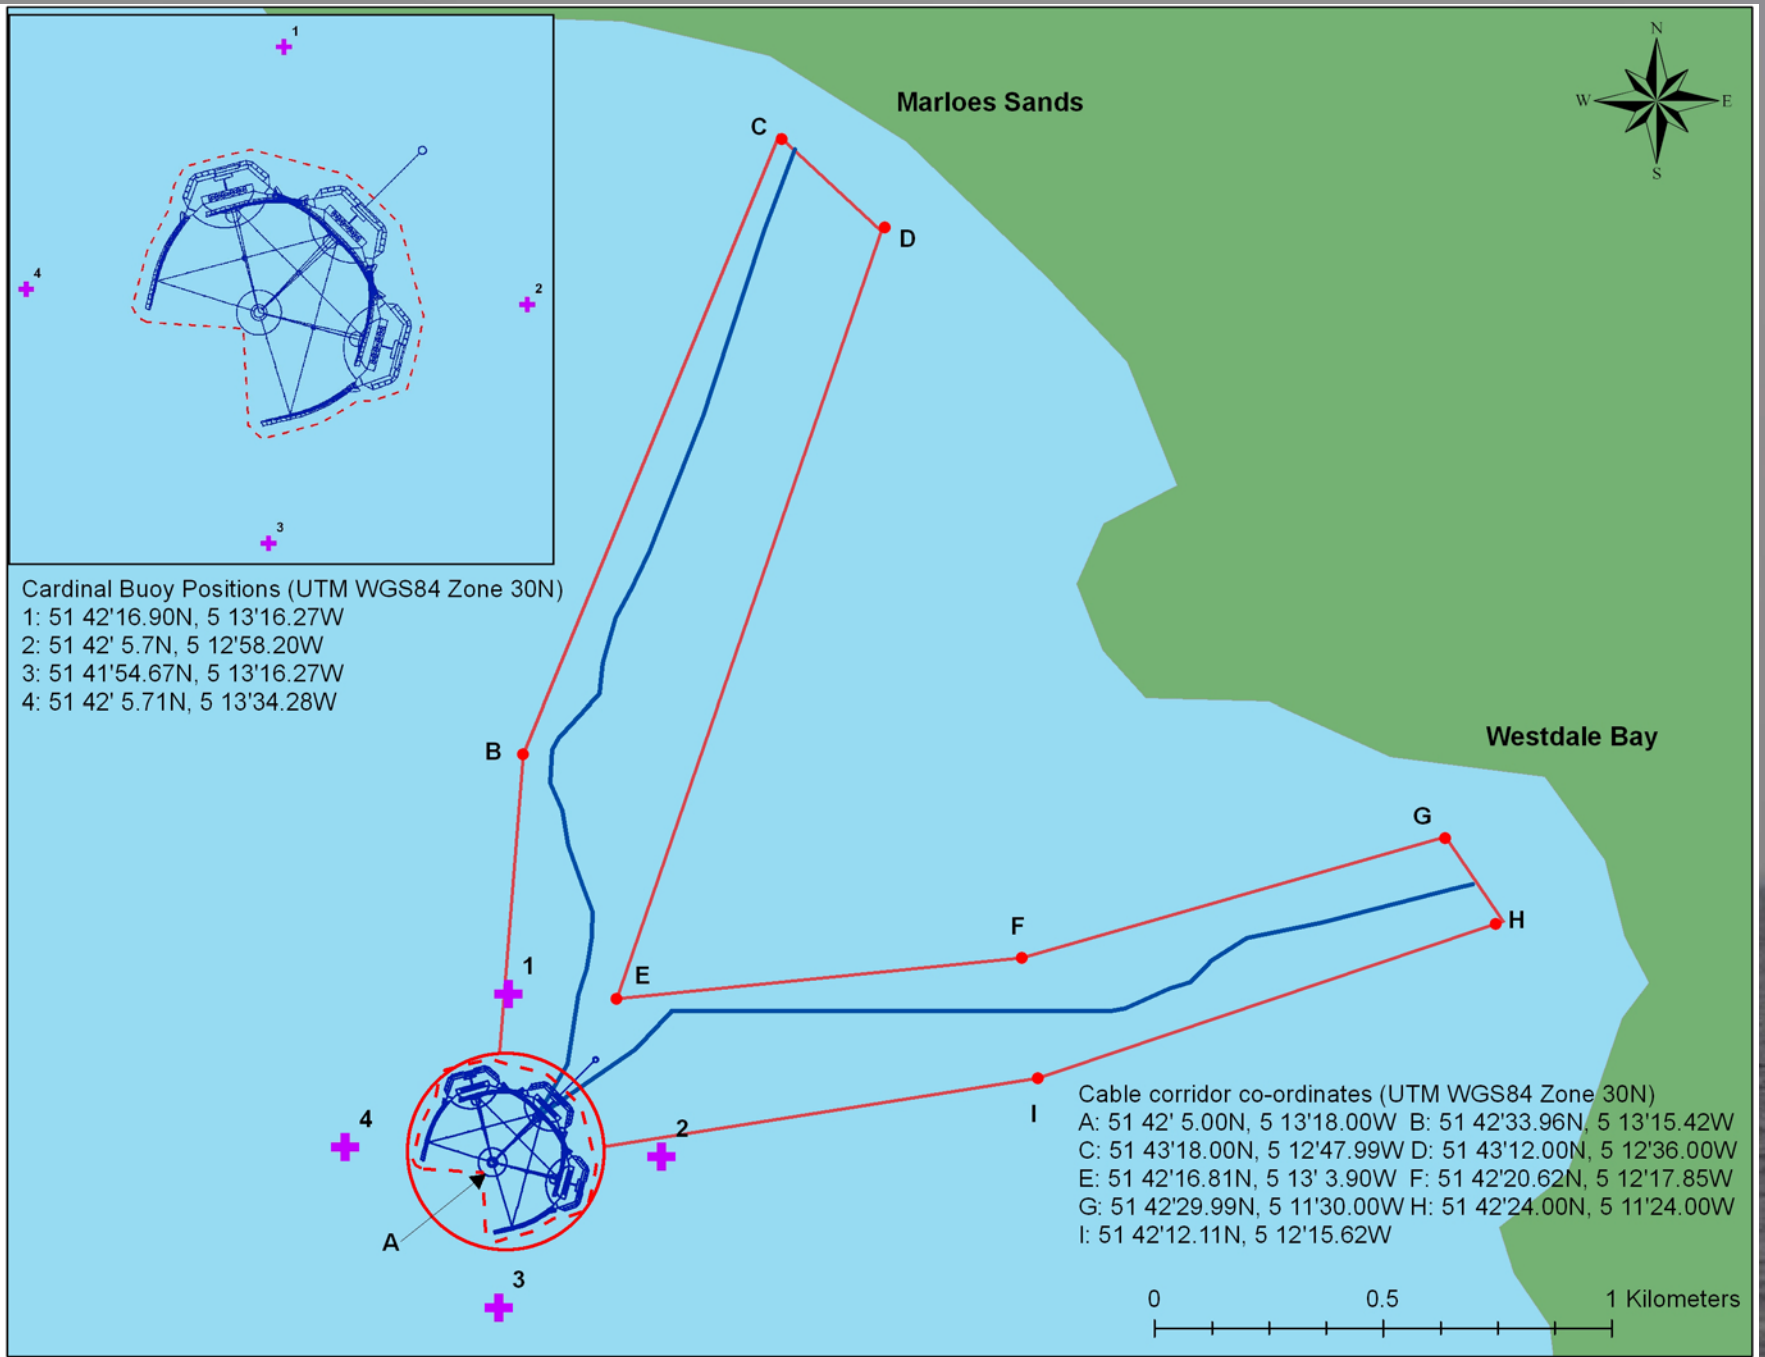 1
2
3
4
N
W
E
S
Marloes Sands
C
D
Cardinal Buoy Positions (UTM WGS84 Zone 30N)
1: 51 42'16.90N, 5 13'16.27W
2: 51 42' 5.7N, 5 12'58.20W
3: 51 41'54.67N, 5 13'16.27W
4: 51 42' 5.71N, 5 13'34.28W
Westdale Bay
B
G
F
H
1
E
4
2
I
A
3
Cable corridor co-ordinates (UTM WGS84 Zone 30N)
A: 51 42' 5.00N, 5 13'18.00W B: 51 42'33.96N, 5 13'15.42W
C: 51 43'18.00N, 5 12'47.99W D: 51 43'12.00N, 5 12'36.00W
E: 51 42'16.81N, 5 13' 3.90W F: 51 42'20.62N, 5 12'17.85W
G: 51 42'29.99N, 5 11'30.00W H: 51 42'24.00N, 5 11'24.00W
I: 51 42'12.11N, 5 12'15.62W
0 0.5 1 Kilometers